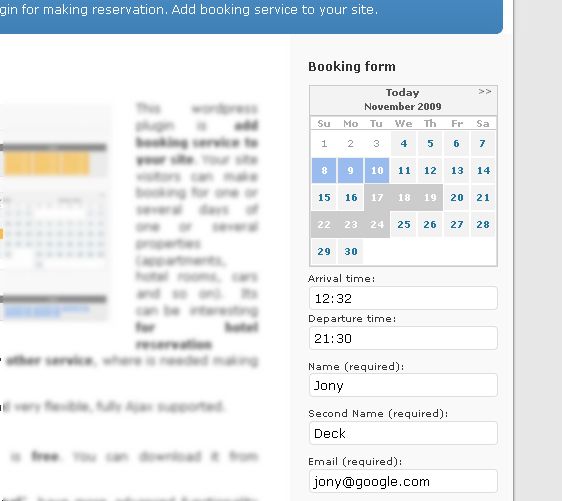 gin for making reservation. Add booking service to your site.
This wordpress
plugin is add
booking service to
your site. Your site
visitors can make
booking for one or
several days of
one or several
properties
(appartments,
hotel rooms, cars
and so on). Its
can be interesting
for hotel
reservation
other service, where is needed making
very flexible, fully Ajax supported.
is free. You can download it from
have more advanced functionality
Booking form
Today >>
November 2009
Su Mo Tu We Th Fr Sa
1 2 3 4 5 6 7
8 9 10 11 12 13 14
15 16 17 18 19 20 21
22 23 24 25 26 27 28
29 30
Arrival time:
12:32
Departure time:
21:30
Name (required):
Jony
Second Name (required):
Deck
Email (required):
jony@google.com